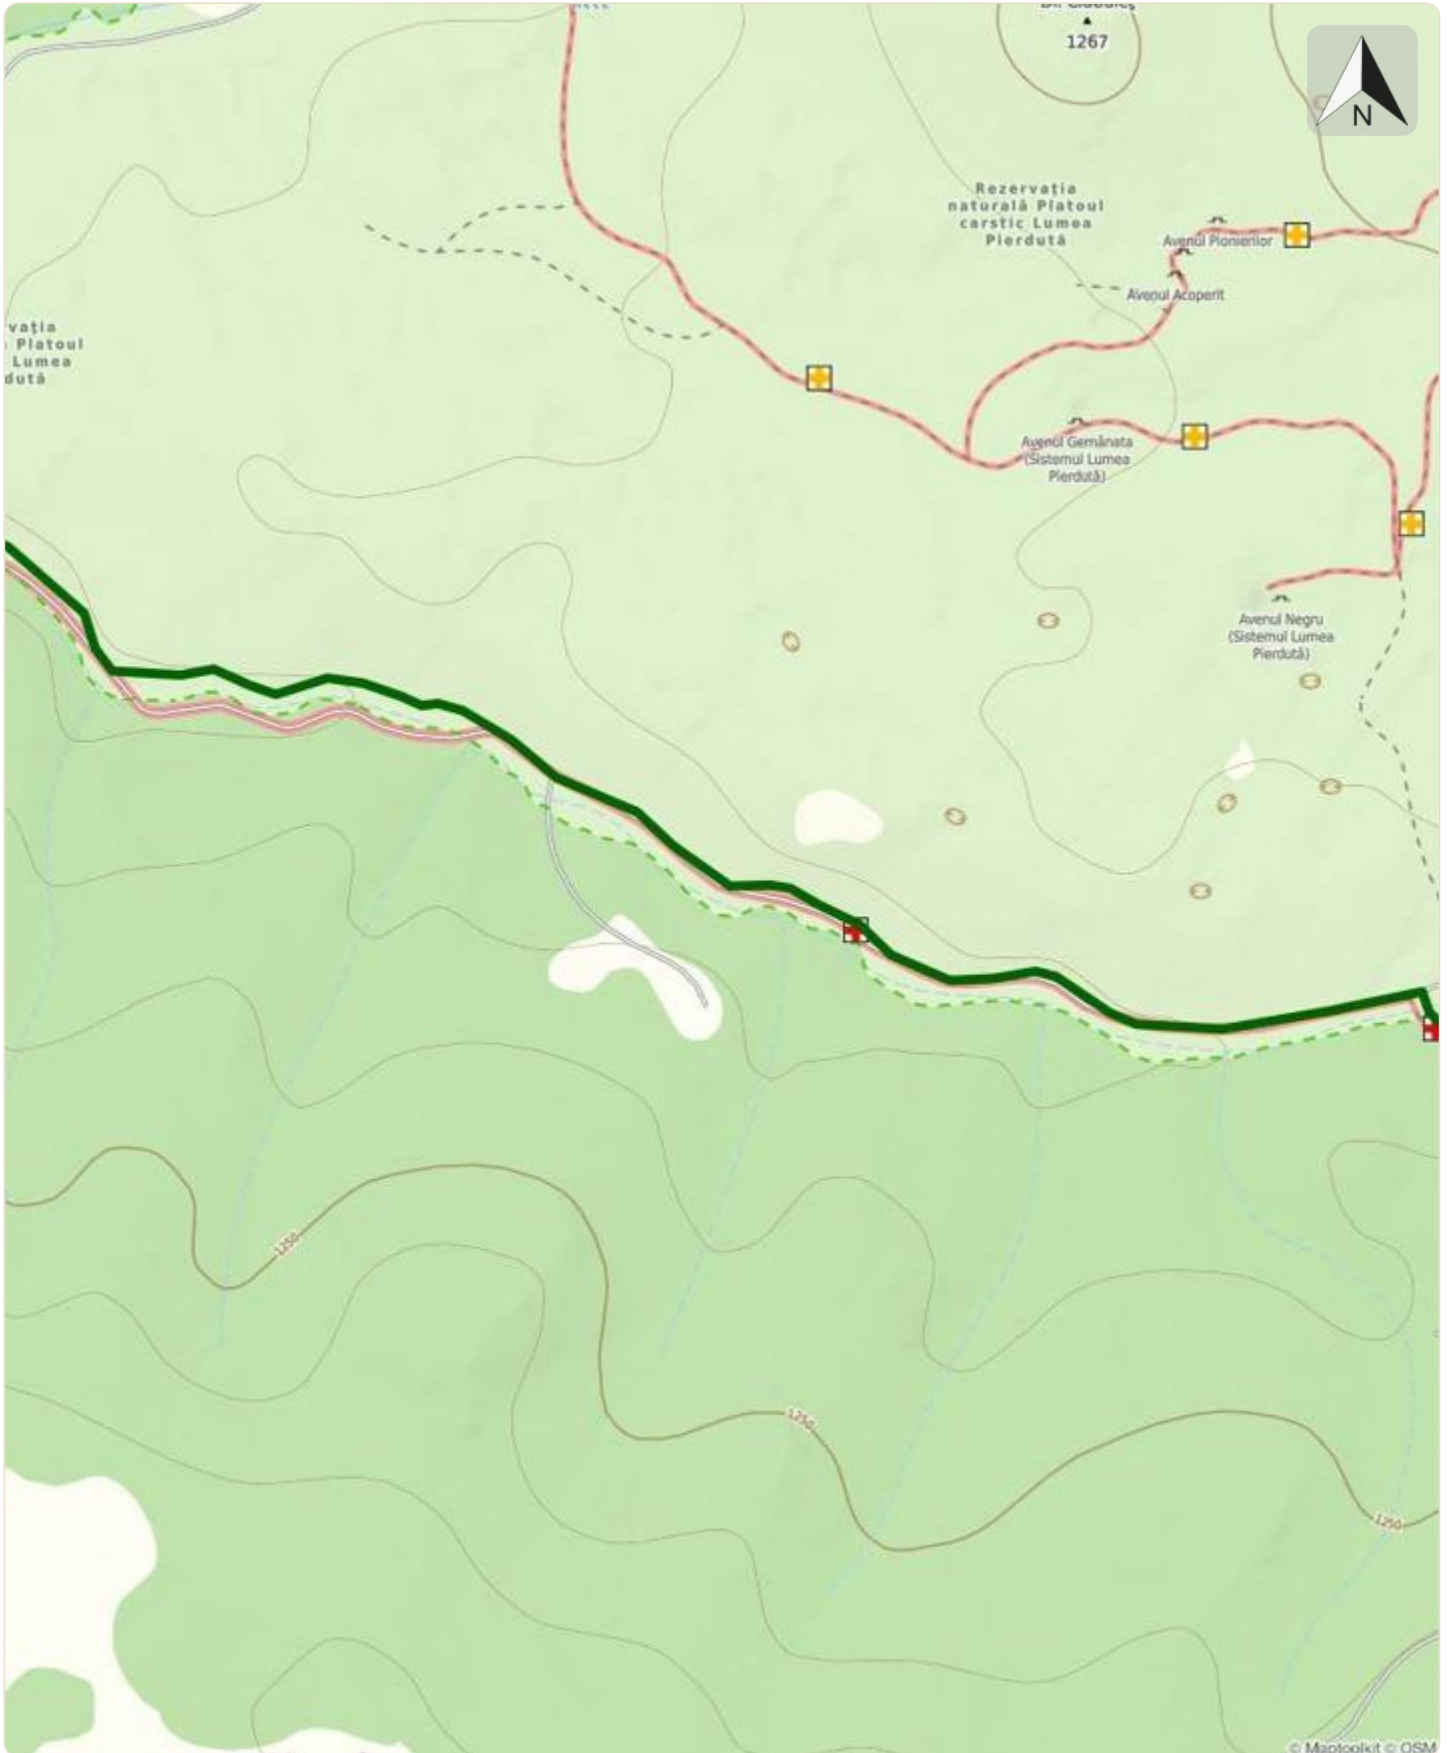 1267
N
Rezervația
naturală Platoul
carstic Lumea
Pierdută
Avenul Pionierilor
Avenul Acoperit
vația
Platoul
Lumea
dută
Avenul Gemănata
(Sistemul Lumea
Pierdută)
Avenul Negru
(Sistemul Lumea
Pierdută)
1250
1250
1250
© Maptoolkit © OSM